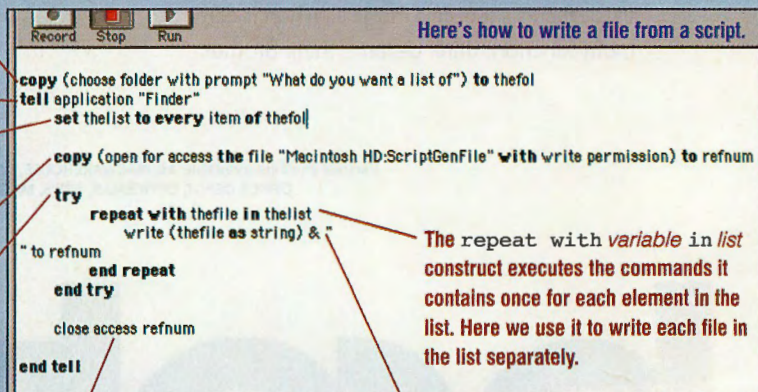 Record Stop Run
Here's how to write a file from a script.
copy (choose folder with prompt "What do you want a list of") to thefol
tell application "Finder"
set thelist to every item of thefol
copy (open for access the file "Macintosh HD:ScriptGenFile" with write permission) to refnum
try
repeat with thefile in thelist
write (thefile as string) & "
" to refnum
end repeat
end try
close access refnum
end tell
The repeat with variable in list
construct executes the commands it
contains once for each element in the
list. Here we use it to write each file in
the list separately.